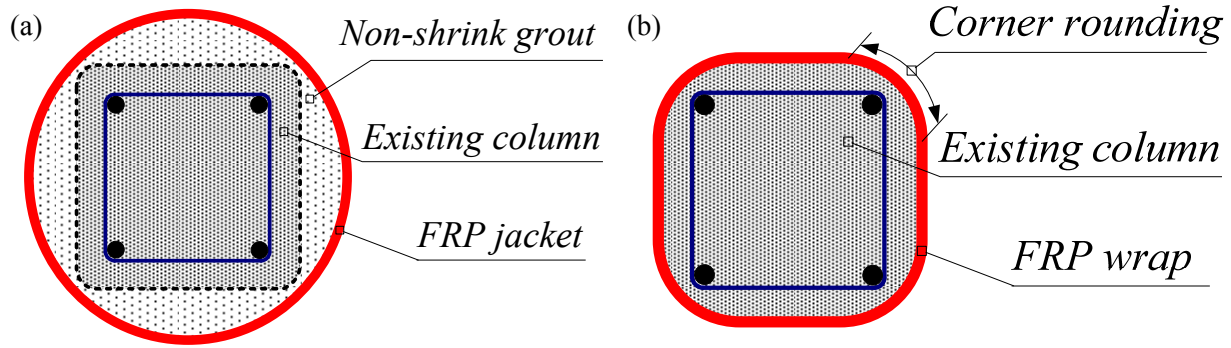 (a)
Non-shrink grout
Existing column
FRP jacket
(b)
Corner rounding
Existing column
FRP wrap